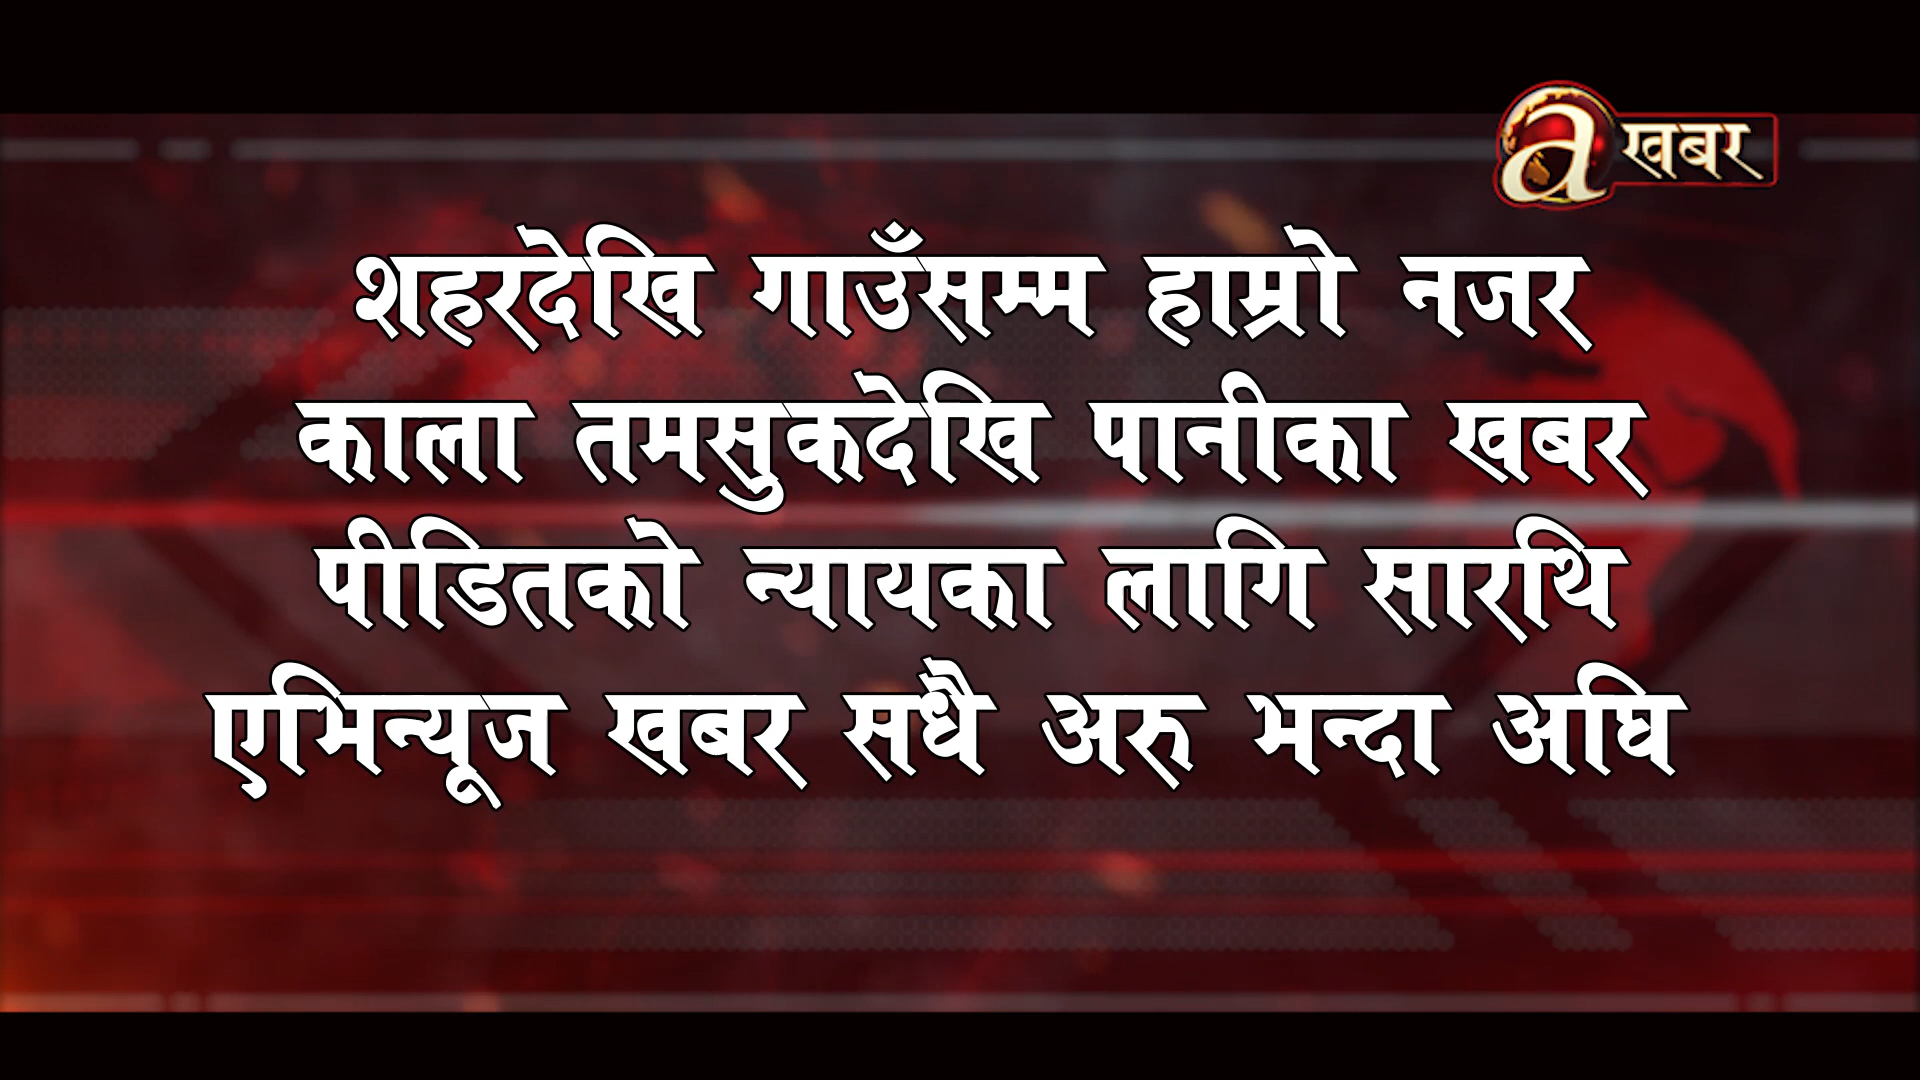 a खबर
शहरदेखि गाउँसम्म हाम्रो नजर
काला तमसुकदेखि पानीका खबर
पीडितको न्यायका लागि सारथि
एभिन्यूज खबर सधै अरु भन्दा अघि